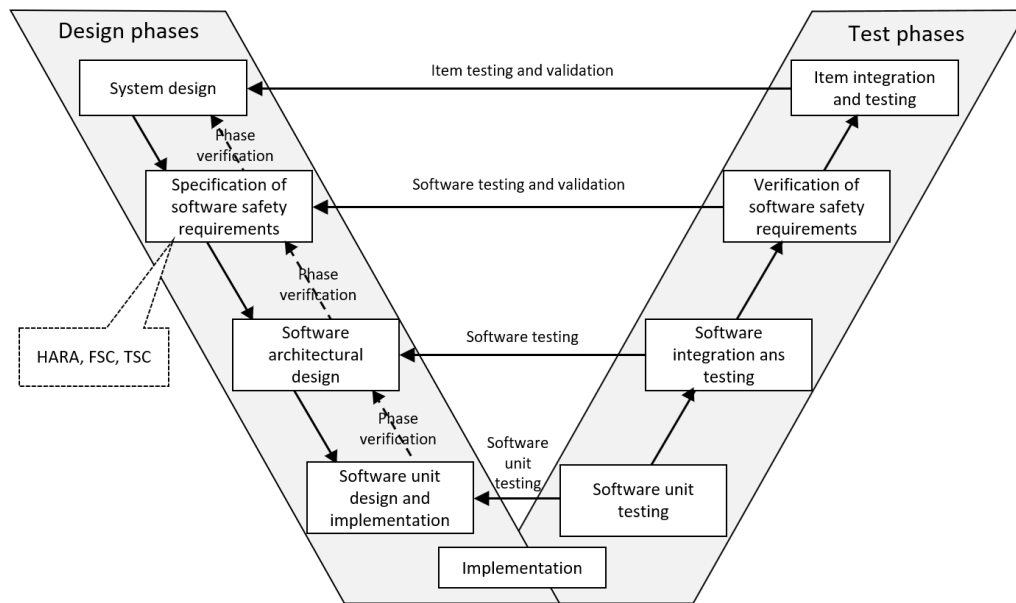 Design phases
Test phases
System design
Item testing and validation
Item integration
and testing
Phase
verification
Specification of
software safety
requirements
Software testing and validation
Verification of
software safety
requirements
Phase
verification
HARA, FSC, TSC
Software
architectural
design
Software testing
Software
integration ans
testing
Phase
verification
Software
unit
testing
Software unit
design and
implementation
Software unit
testing
Implementation